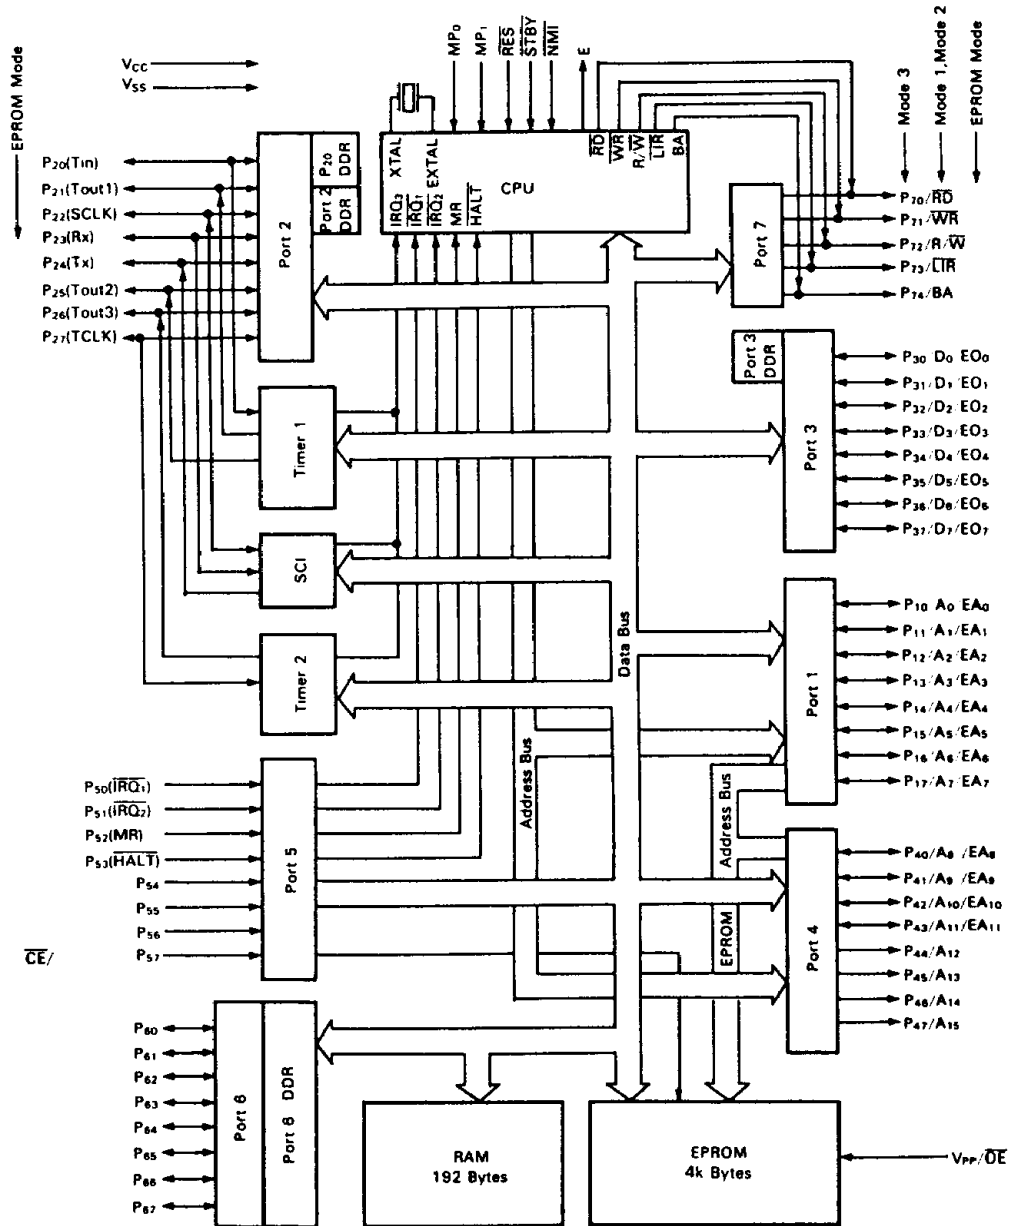 EPROM Mode
VCC
VSS
MP0
MP1
RES
STBY
NMI
E
Mode 3
Mode 1, Mode 2
EPROM Mode
P20(Tin)
P21(Tout1)
P22(SCLK)
P23(Rx)
P24(Tx)
P25(Tout2)
P26(Tout3)
P27(TCLK)
Port 2
P20 DDR
Port 2 DDR
XTAL
EXTAL
CPU
IRQ3
IRQ1
IRQ2
MR
HALT
RD
WR
R/W
LIR
BA
Port 7
P70/RD
P71/WR
P72/R/W
P73/LIR
P74/BA
Timer 1
SCI
Timer 2
Port 3 DDR
Port 3
P30 D0 EO0
P31/D1/EO1
P32/D2/EO2
P33/D3/EO3
P34/D4/EO4
P35/D5/EO5
P36/D6/EO6
P37/D7/EO7
Data Bus
Address Bus
Port 1
P10 A0 EA0
P11/A1/EA1
P12/A2/EA2
P13/A3/EA3
P14/A4/EA4
P15/A5/EA5
P16/A6/EA6
P17/A7/EA7
EPROM Address Bus
P50(IRQ1)
P51(IRQ2)
P52(MR)
P53(HALT)
P54
P55
P56
CE/ P57
Port 5
Port 4
P40/A8 /EA8
P41/A9 /EA9
P42/A10/EA10
P43/A11/EA11
P44/A12
P45/A13
P46/A14
P47/A15
P60
P61
P62
P63
P64
P65
P66
P67
Port 6
Port 6 DDR
RAM
192 Bytes
EPROM
4k Bytes
VPP/OE